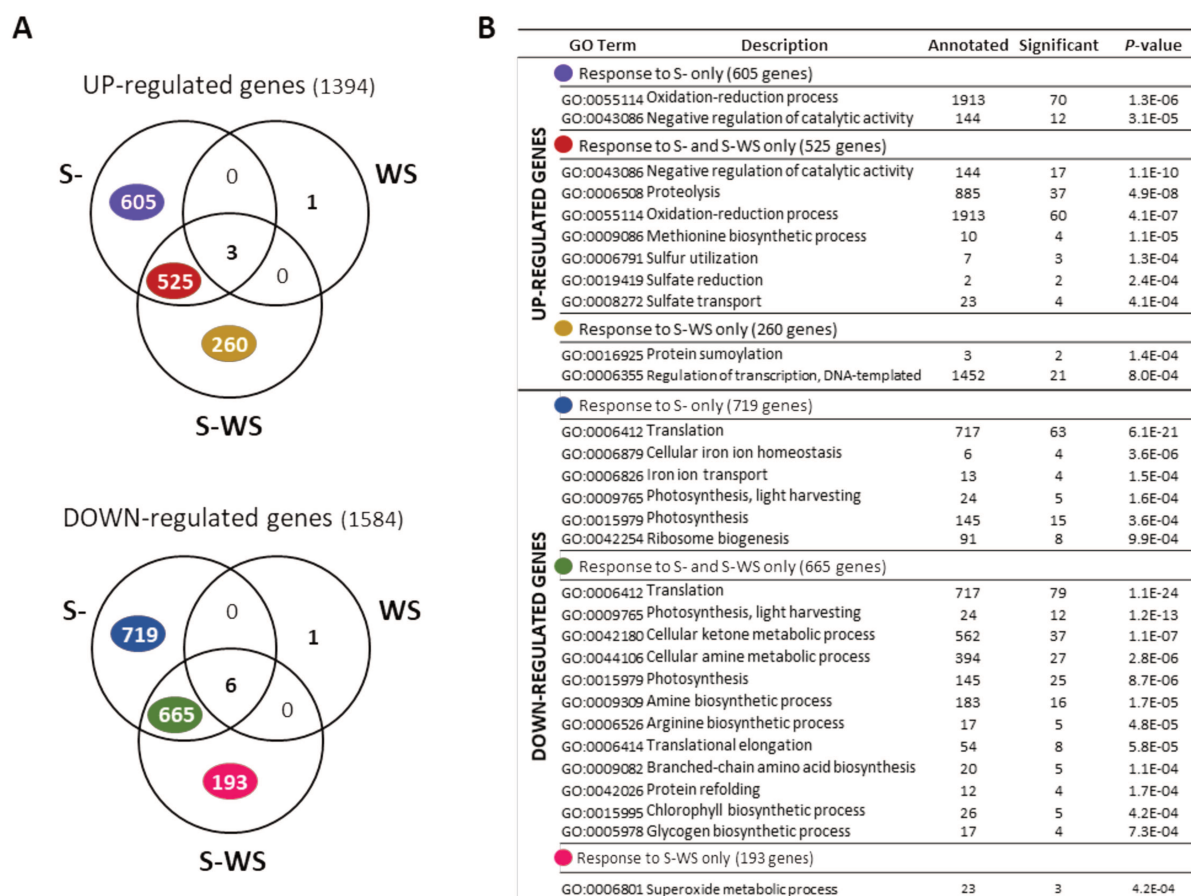 A
UP-regulated genes (1394)
S-
WS
0
605
1
3
525
0
260
S-WS
DOWN-regulated genes (1584)
S-
WS
0
719
1
6
665
0
193
S-WS
B
GO Term Description Annotated Significant P-value
UP-REGULATED GENES
Response to S- only (605 genes)
GO:0055114 Oxidation-reduction process 1913 70 1.3E-06
GO:0043086 Negative regulation of catalytic activity 144 12 3.1E-05
Response to S- and S-WS only (525 genes)
GO:0043086 Negative regulation of catalytic activity 144 17 1.1E-10
GO:0006508 Proteolysis 885 37 4.9E-08
GO:0055114 Oxidation-reduction process 1913 60 4.1E-07
GO:0009086 Methionine biosynthetic process 10 4 1.1E-05
GO:0006791 Sulfur utilization 7 3 1.3E-04
GO:0019419 Sulfate reduction 2 2 2.4E-04
GO:0008272 Sulfate transport 23 4 4.1E-04
Response to S-WS only (260 genes)
GO:0016925 Protein sumoylation 3 2 1.4E-04
GO:0006355 Regulation of transcription, DNA-templated 1452 21 8.0E-04
DOWN-REGULATED GENES
Response to S- only (719 genes)
GO:0006412 Translation 717 63 6.1E-21
GO:0006879 Cellular iron ion homeostasis 6 4 3.6E-06
GO:0006826 Iron ion transport 13 4 1.5E-04
GO:0009765 Photosynthesis, light harvesting 24 5 1.6E-04
GO:0015979 Photosynthesis 145 15 3.6E-04
GO:0042254 Ribosome biogenesis 91 8 9.9E-04
Response to S- and S-WS only (665 genes)
GO:0006412 Translation 717 79 1.1E-24
GO:0009765 Photosynthesis, light harvesting 24 12 1.2E-13
GO:0042180 Cellular ketone metabolic process 562 37 1.1E-07
GO:0044106 Cellular amine metabolic process 394 27 2.8E-06
GO:0015979 Photosynthesis 145 25 8.7E-06
GO:0009309 Amine biosynthetic process 183 16 1.7E-05
GO:0006526 Arginine biosynthetic process 17 5 4.8E-05
GO:0006414 Translational elongation 54 8 5.8E-05
GO:0009082 Branched-chain amino acid biosynthesis 20 5 1.1E-04
GO:0042026 Protein refolding 12 4 1.7E-04
GO:0015995 Chlorophyll biosynthetic process 26 5 4.2E-04
GO:0005978 Glycogen biosynthetic process 17 4 7.3E-04
Response to S-WS only (193 genes)
GO:0006801 Superoxide metabolic process 23 3 4.2E-04